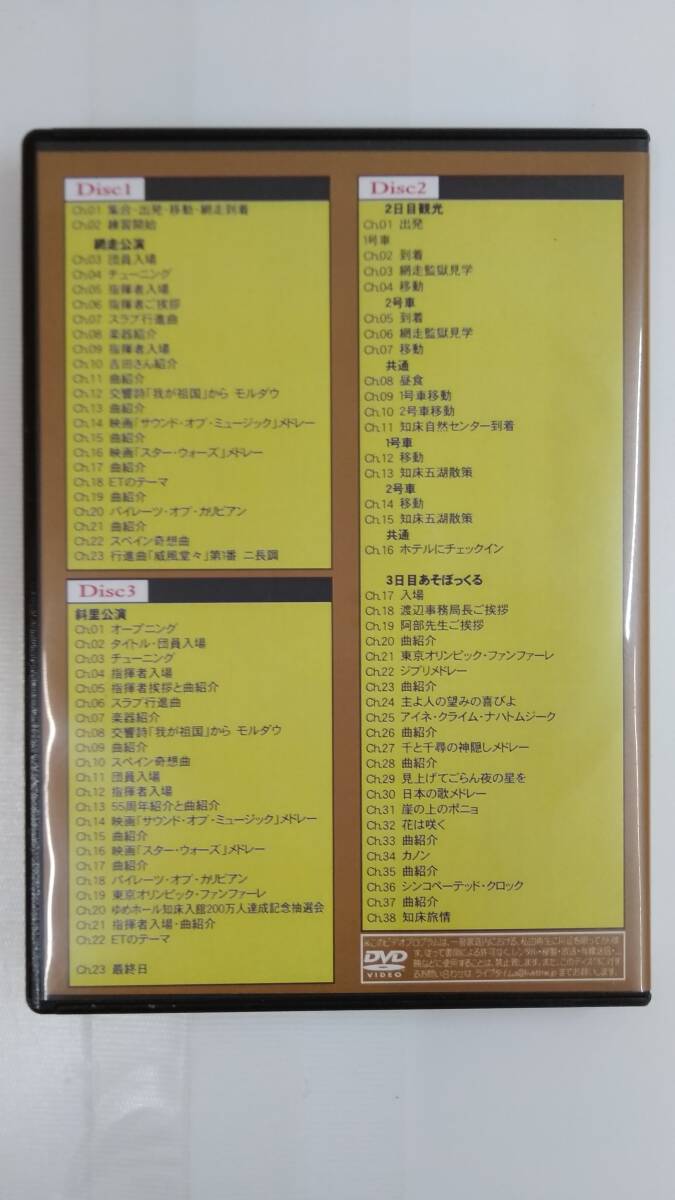 Disc1
Ch.01 集合・出発・移動・網走到着
Ch.02 練習開始
網走公演
Ch.03 団員入場
Ch.04 チューニング
Ch.05 指揮者入場
Ch.06 指揮者ご挨拶
Ch.07 スラブ行進曲
Ch.08 楽器紹介
Ch.09 指揮者入場
Ch.10 吉田さん紹介
Ch.11 曲紹介
Ch.12 交響詩「我が祖国」から モルダウ
Ch.13 曲紹介
Ch.14 映画「サウンド・オブ・ミュージック」メドレー
Ch.15 曲紹介
Ch.16 映画「スター・ウォーズ」メドレー
Ch.17 曲紹介
Ch.18 ETのテーマ
Ch.19 曲紹介
Ch.20 パイレーツ・オブ・カリビアン
Ch.21 曲紹介
Ch.22 スペイン奇想曲
Ch.23 行進曲「威風堂々」第1番 ニ長調
Disc3
斜里公演
Ch.01 オープニング
Ch.02 タイトル・団員入場
Ch.03 チューニング
Ch.04 指揮者入場
Ch.05 指揮者挨拶と曲紹介
Ch.06 スラブ行進曲
Ch.07 楽器紹介
Ch.08 交響詩「我が祖国」から モルダウ
Ch.09 曲紹介
Ch.10 スペイン奇想曲
Ch.11 団員入場
Ch.12 指揮者入場
Ch.13 55周年紹介と曲紹介
Ch.14 映画「サウンド・オブ・ミュージック」メドレー
Ch.15 曲紹介
Ch.16 映画「スター・ウォーズ」メドレー
Ch.17 曲紹介
Ch.18 パイレーツ・オブ・カリビアン
Ch.19 東京オリンピック・ファンファーレ
Ch.20 ゆめホール知床入館200万人達成記念抽選会
Ch.21 指揮者入場・曲紹介
Ch.22 ETのテーマ
Ch.23 最終日
Disc2
2日目観光
Ch.01 出発
1号車
Ch.02 到着
Ch.03 網走監獄見学
Ch.04 移動
2号車
Ch.05 到着
Ch.06 網走監獄見学
Ch.07 移動
共通
Ch.08 昼食
Ch.09 1号車移動
Ch.10 2号車移動
Ch.11 知床自然センター到着
1号車
Ch.12 移動
Ch.13 知床五湖散策
2号車
Ch.14 移動
Ch.15 知床五湖散策
共通
Ch.16 ホテルにチェックイン
3日目あそぼっくる
Ch.17 入場
Ch.18 渡辺事務局長ご挨拶
Ch.19 阿部先生ご挨拶
Ch.20 曲紹介
Ch.21 東京オリンピック・ファンファーレ
Ch.22 ジブリメドレー
Ch.23 曲紹介
Ch.24 主よ人の望みの喜びよ
Ch.25 アイネ・クライム・ナハトムジーク
Ch.26 曲紹介
Ch.27 千と千尋の神隠しメドレー
Ch.28 曲紹介
Ch.29 見上げてごらん夜の星を
Ch.30 日本の歌メドレー
Ch.31 崖の上のポニョ
Ch.32 花は咲く
Ch.33 曲紹介
Ch.34 カノン
Ch.35 曲紹介
Ch.36 シンコペーテッド・クロック
Ch.37 曲紹介
Ch.38 知床旅情
DVD
VIDEO